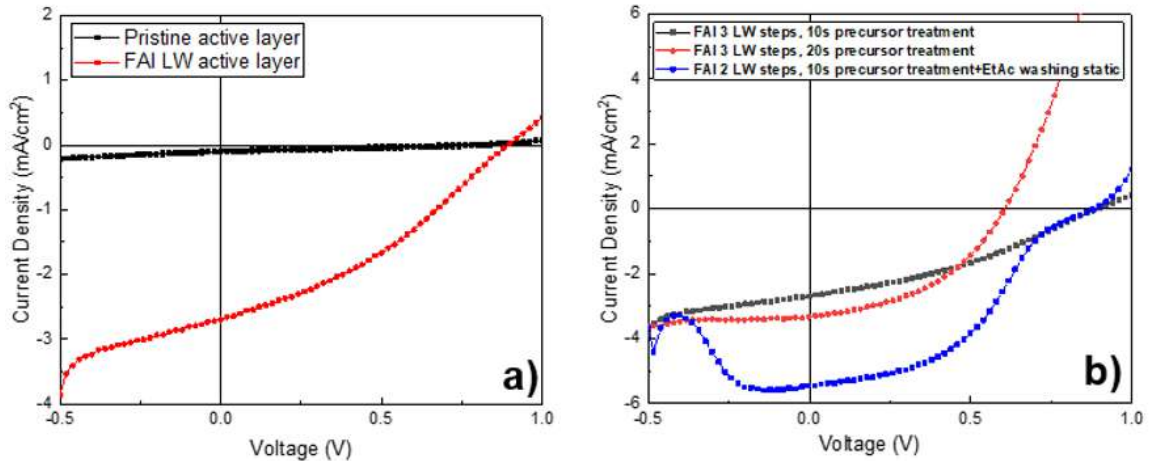 2
1
0
-1
-2
-3
-4
Current Density (mA/cm²)
Pristine active layer
FAI LW active layer
a)
-0.5
0.0
0.5
1.0
Voltage (V)
6
4
2
0
-2
-4
-6
Current Density (mA/cm²)
FAI 3 LW steps, 10s precursor treatment
FAI 3 LW steps, 20s precursor treatment
FAI 2 LW steps, 10s precursor treatment+EtAc washing static
b)
-0.5
0.0
0.5
1.0
Voltage (V)